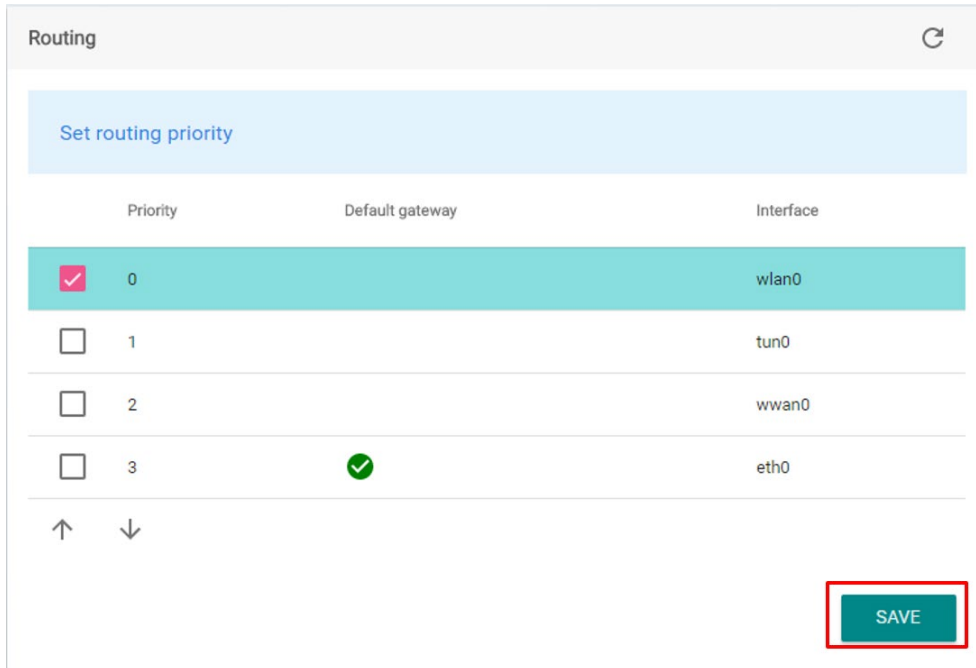 Routing
Set routing priority
Priority Default gateway Interface
0 wlan0
1 tun0
2 wwan0
3 eth0
SAVE